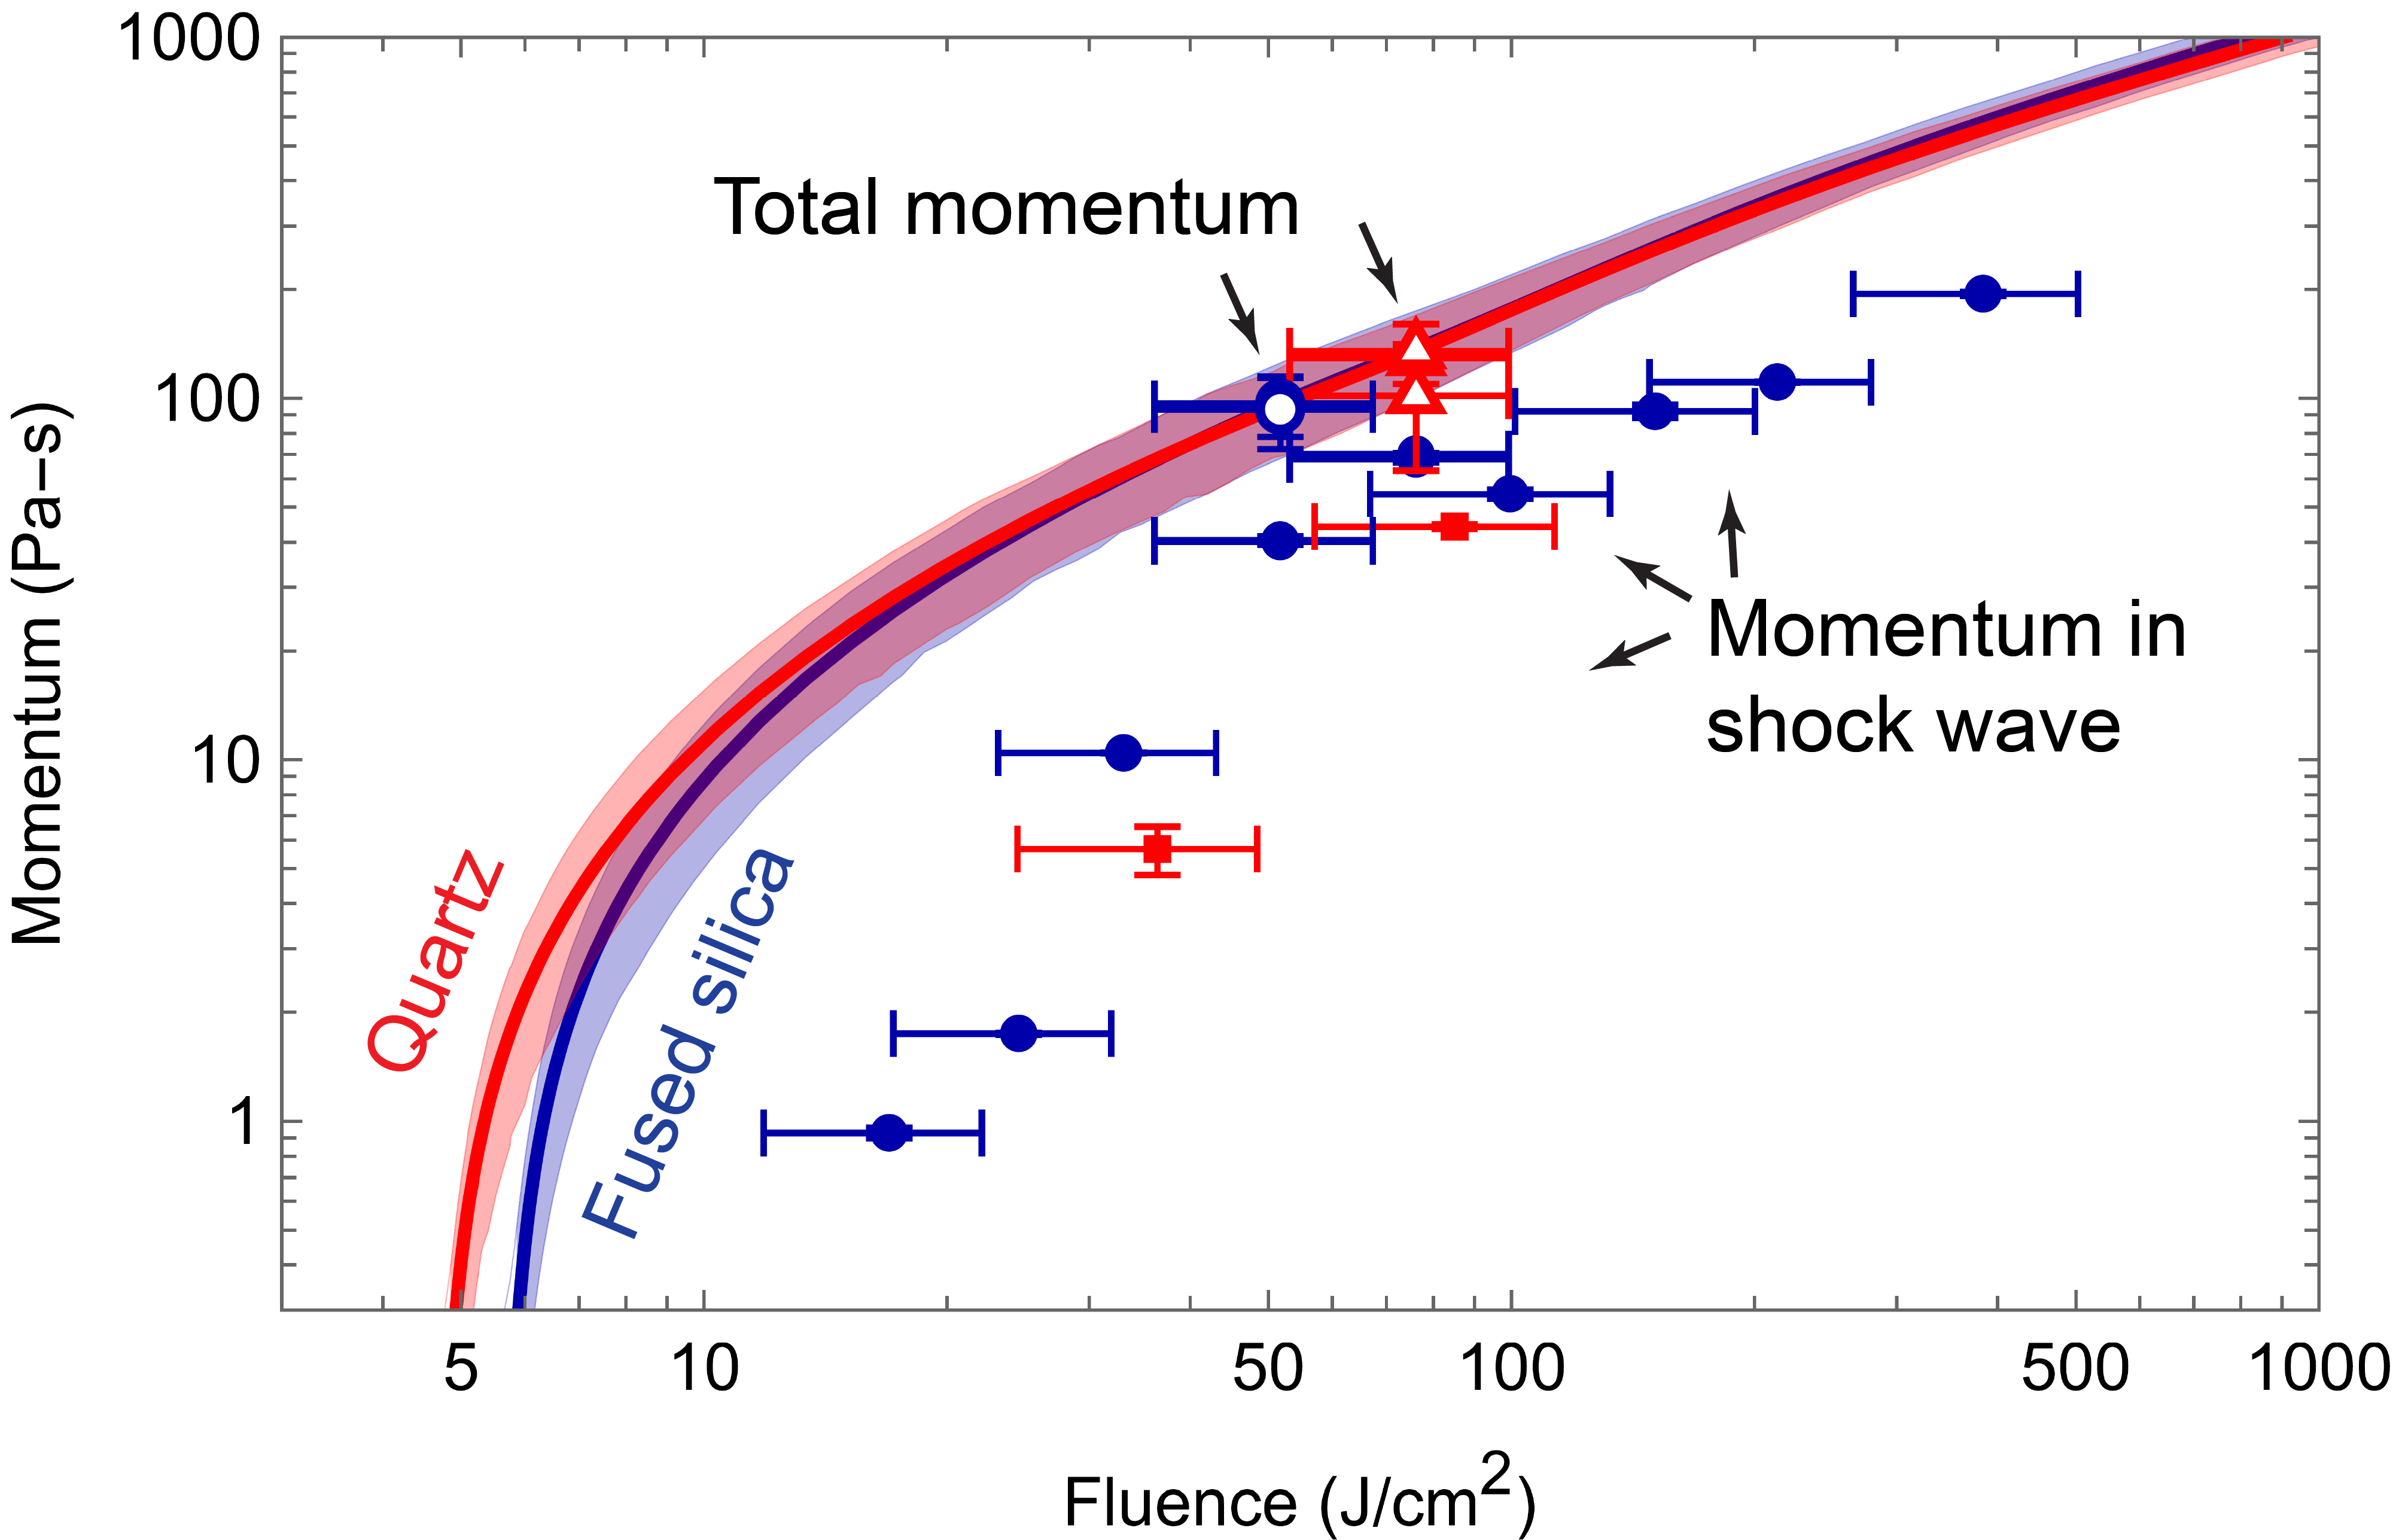 1000
100
10
1
Momentum (Pa–s)
Total momentum
Momentum in
shock wave
Quartz
Fused silica
5 10 50 100 500 1000
Fluence (J/cm²)